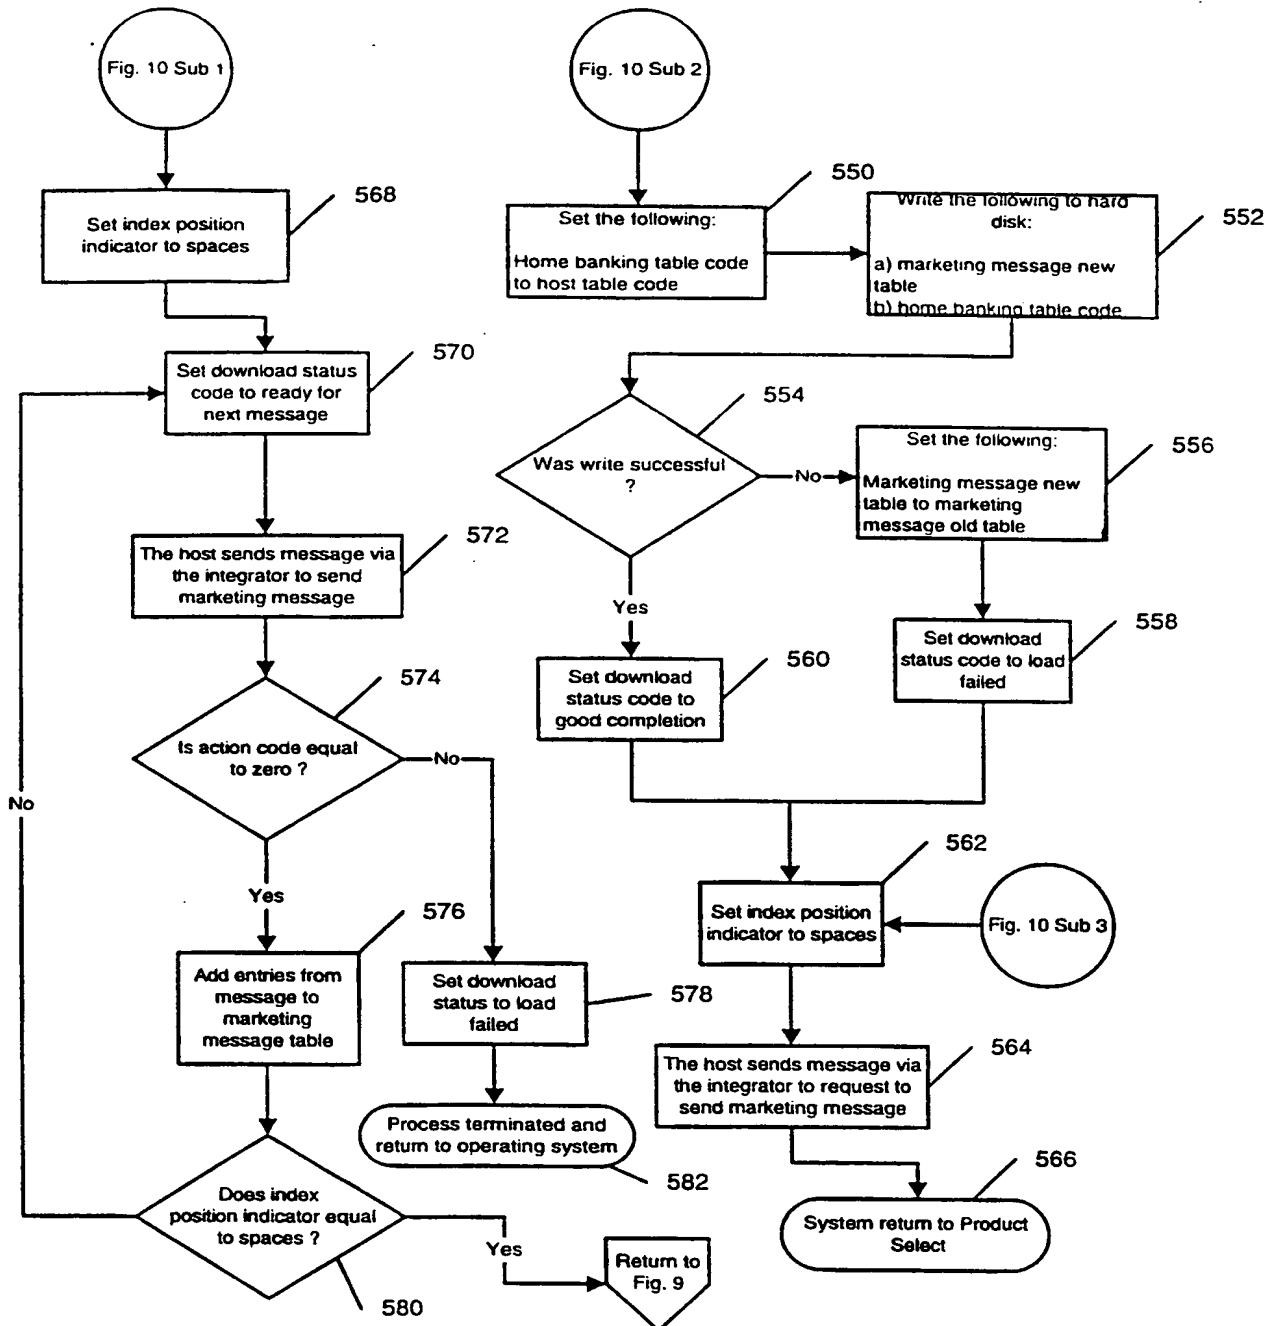 Fig. 10 Sub 1
568
Set index position
indicator to spaces
570
Set download status
code to ready for
next message
572
The host sends message via
the integrator to send
marketing message
574
Is action code equal
to zero ?
No
No
Yes
576
Add entries from
message to
marketing
message table
Set download
status to load
failed
578
Process terminated and
return to operating system
582
Does index
position indicator equal
to spaces ?
580
Yes
Return to
Fig. 9
Fig. 10 Sub 2
550
Set the following:
Home banking table code
to host table code
552
Write the following to hard
disk:
a) marketing message new
table
b) home banking table code
554
Was write successful
?
No
556
Set the following:
Marketing message new
table to marketing
message old table
Yes
558
Set download
status code to load
failed
560
Set download
status code to
good completion
562
Set index position
indicator to spaces
Fig. 10 Sub 3
564
The host sends message via
the integrator to request to
send marketing message
566
System return to Product
Select